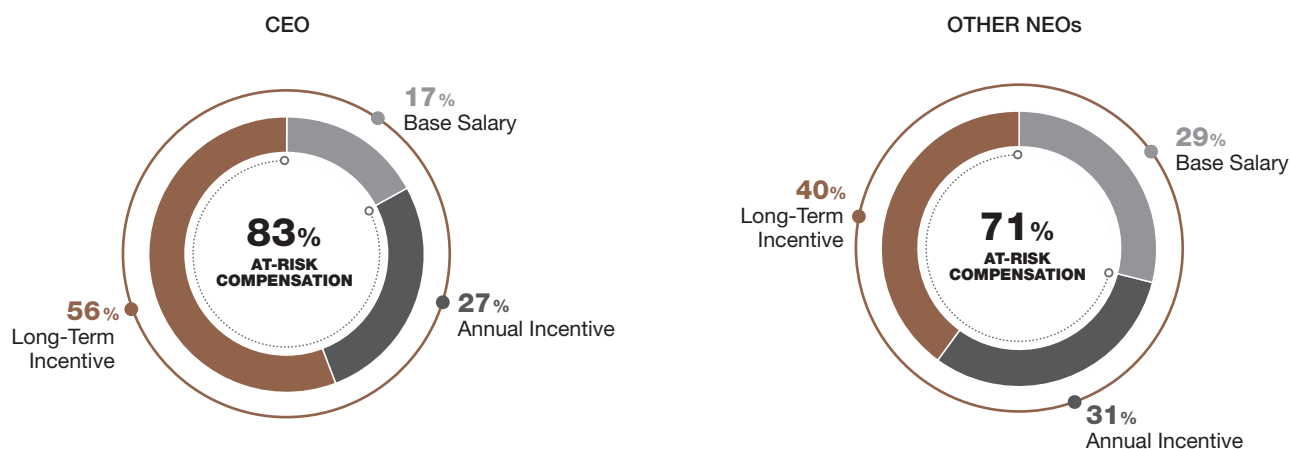 CEO
17%
Base Salary
83%
AT-RISK
COMPENSATION
56%
Long-Term
Incentive
27%
Annual Incentive
OTHER NEOs
29%
Base Salary
40%
Long-Term
Incentive
71%
AT-RISK
COMPENSATION
31%
Annual Incentive